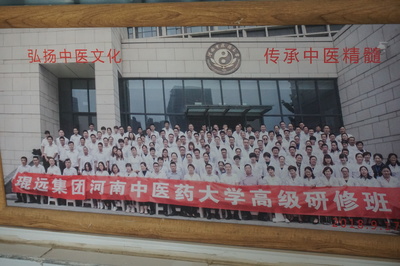 弘扬中医文化
传承中医精髓
琨远集团河南中医药大学高级研修班